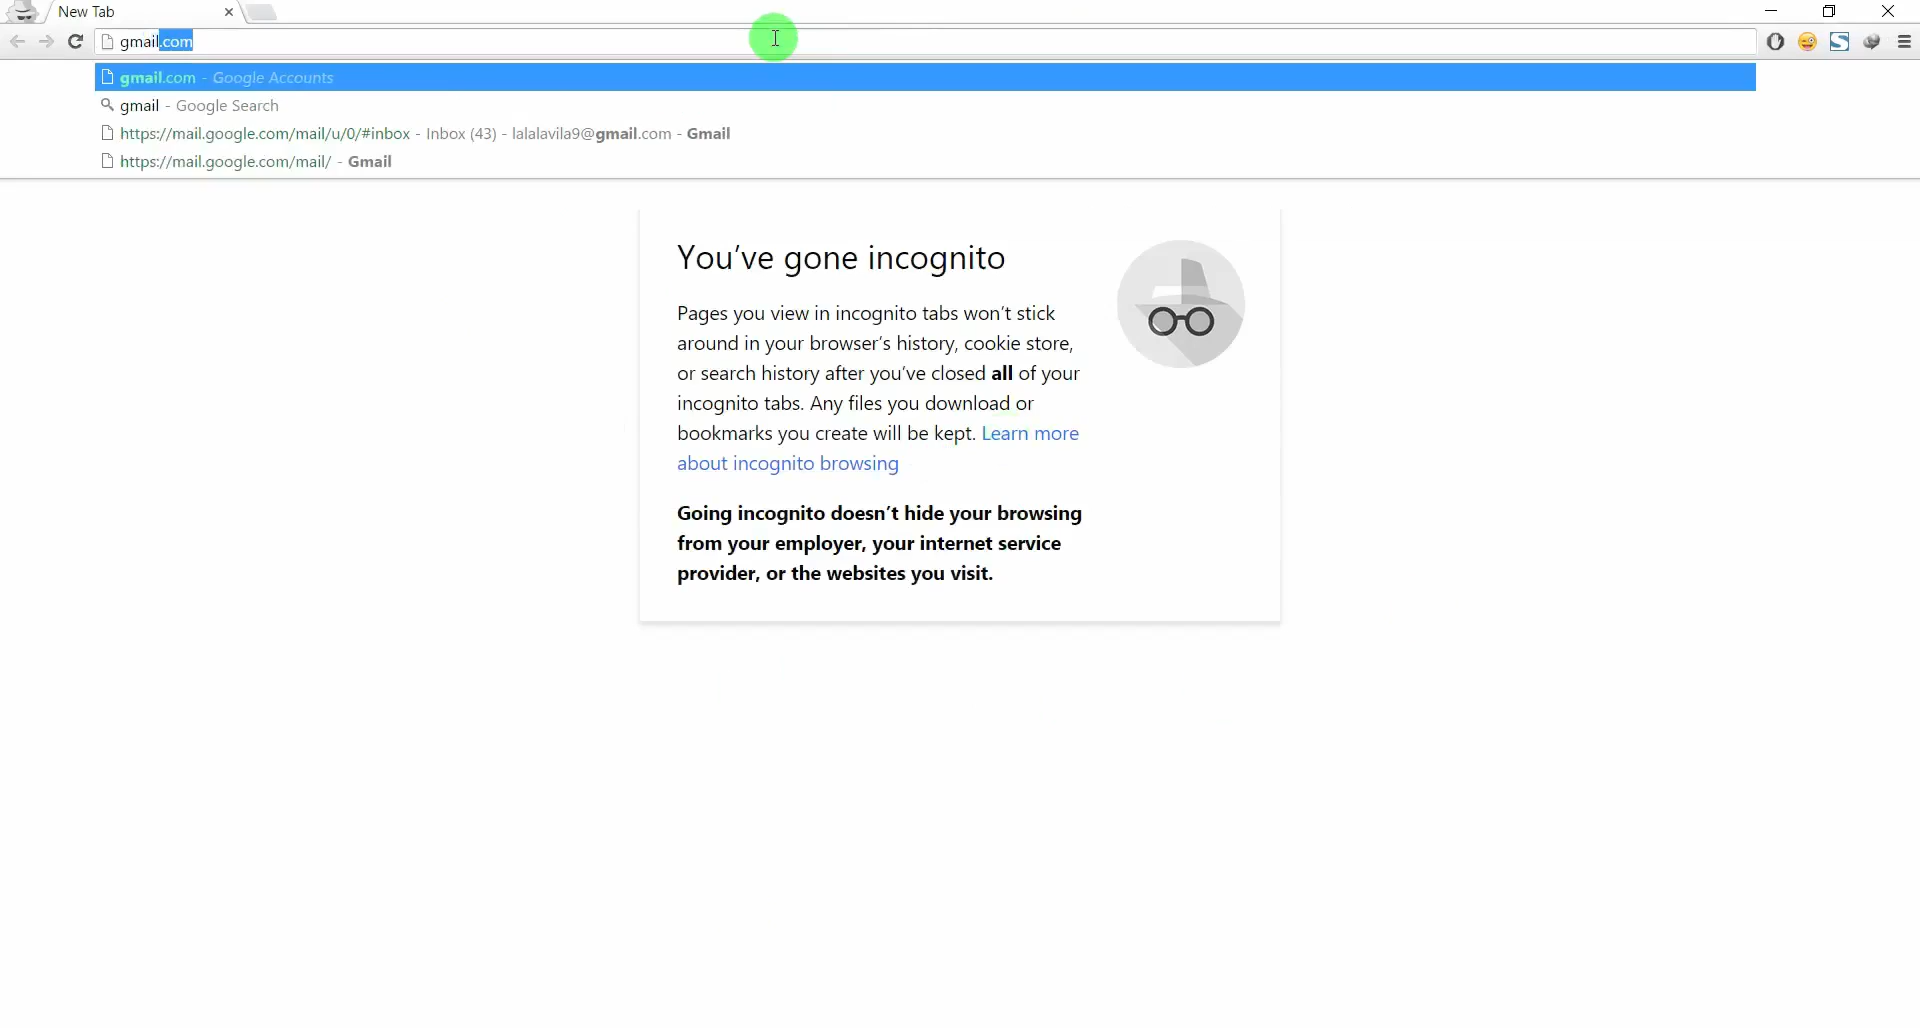 New Tab
gmail.com
gmail.com - Google Accounts
gmail - Google Search
https://mail.google.com/mail/u/0/#inbox - Inbox (43) - lalalavila9@gmail.com - Gmail
https://mail.google.com/mail/ - Gmail
You've gone incognito
Pages you view in incognito tabs won't stick
around in your browser's history, cookie store,
or search history after you've closed all of your
incognito tabs. Any files you download or
bookmarks you create will be kept. Learn more
about incognito browsing
Going incognito doesn't hide your browsing
from your employer, your internet service
provider, or the websites you visit.